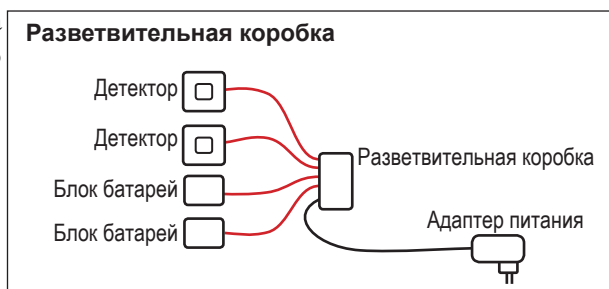 Разветвительная коробка
Детектор
Детектор
Блок батарей
Блок батарей
Разветвительная коробка
Адаптер питания